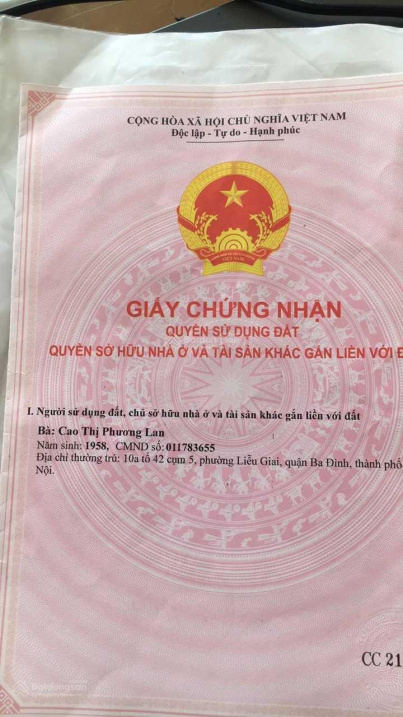 CỘNG HÒA XÃ HỘI CHỦ NGHĨA VIỆT NAM
Độc lập - Tự do - Hạnh phúc
VIỆT NAM
GIẤY CHỨNG NHẬN
QUYỀN SỬ DỤNG ĐẤT
QUYỀN SỞ HỮU NHÀ Ở VÀ TÀI SẢN KHÁC GẮN LIỀN VỚI Đ
I. Người sử dụng đất, chủ sở hữu nhà ở và tài sản khác gắn liền với đất
Bà: Cao Thị Phương Lan
Năm sinh: 1958, CMND số: 011783655
Địa chỉ thường trú: 10a tổ 42 cụm 5, phường Liễu Giai, quận Ba Đình, thành phố
Nội.
CC 21
Batdongsan